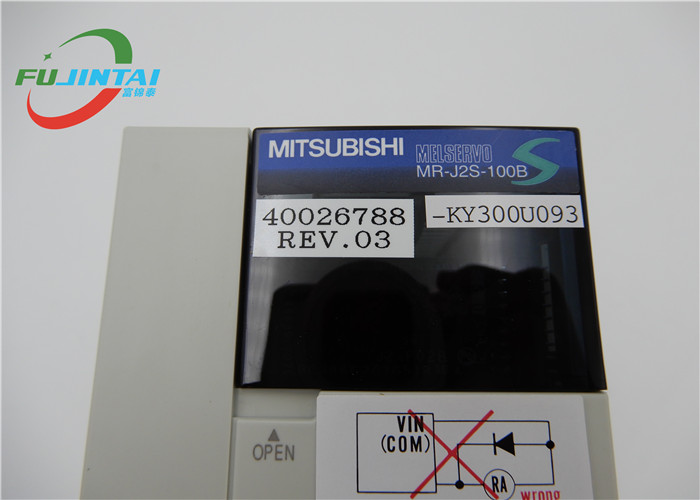 FUJINTAI
富锦泰
MITSUBISHI
MELSERVO
MR-J2S-100B
40026788
REV.03
-KY300U093
OPEN
VIN
(COM)
RA
wrong